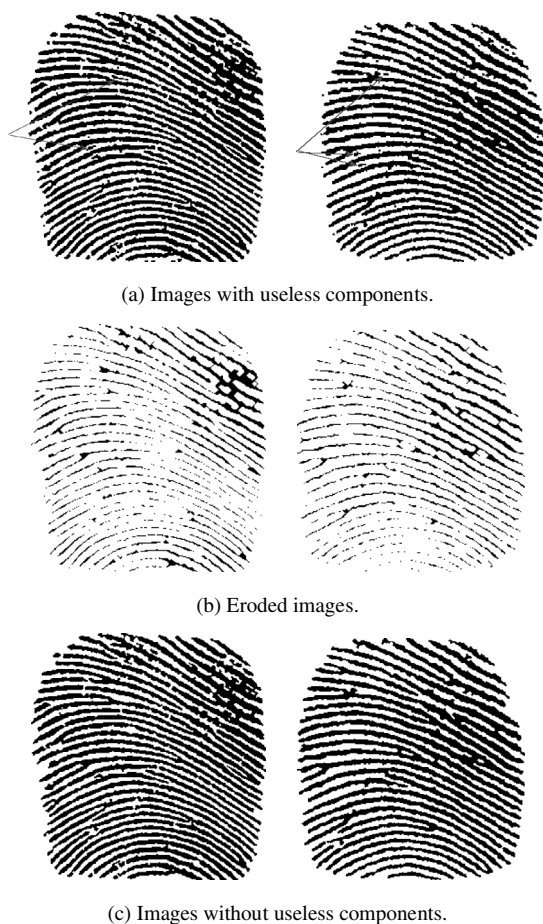 (a) Images with useless components.
(b) Eroded images.
(c) Images without useless components.